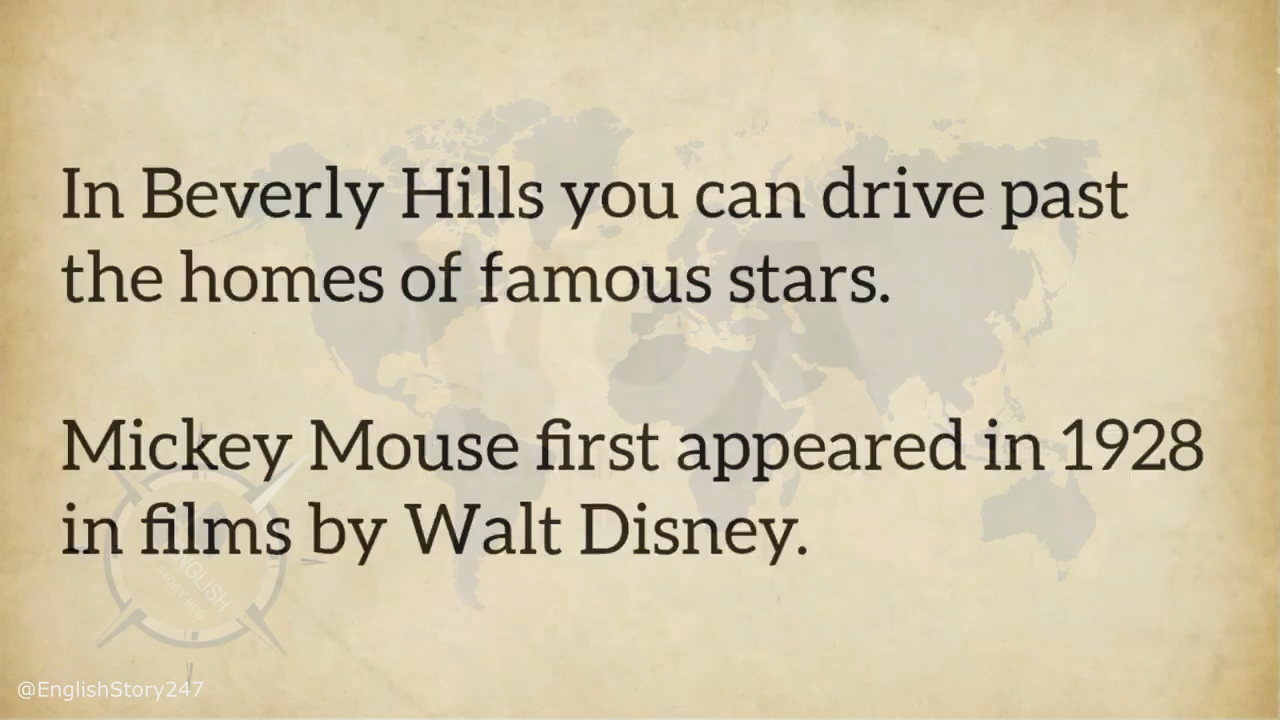 In Beverly Hills you can drive past
the homes of famous stars.
Mickey Mouse first appeared in 1928
in films by Walt Disney.
ENGLISH
@EnglishStory247